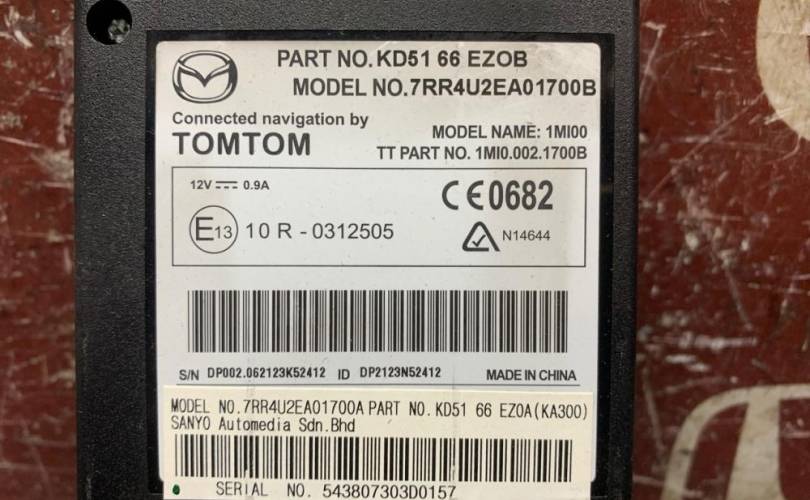 PART NO. KD51 66 EZ0B
MODEL NO. 7RR4U2EA01700B
Connected navigation by
TOMTOM
MODEL NAME: 1MI00
TT PART NO. 1MI0.002.1700B
12V 0.9A
CE0682
E13 10 R - 0312505
N14644
S/N DP002.062123K52412 ID DP2123N52412 MADE IN CHINA
MODEL NO. 7RR4U2EA01700A PART NO. KD51 66 EZ0A(KA300)
SANYO Automedia Sdn.Bhd
SERIAL NO. 543807303D0157